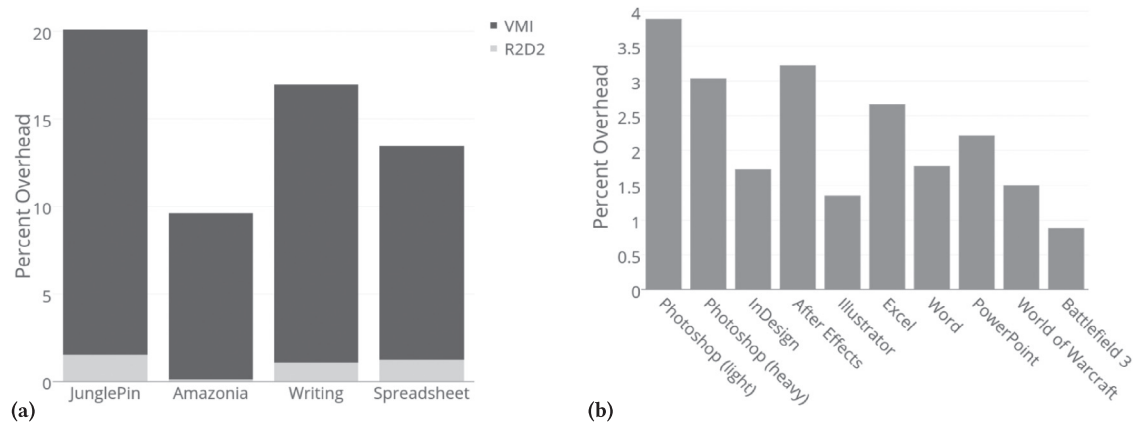 VMI
R2D2
Percent Overhead
20
15
10
5
0
JunglePin Amazonia Writing Spreadsheet
(a)
Percent Overhead
4
3.5
3
2.5
2
1.5
1
0.5
0
Photoshop (light)
Photoshop (heavy)
InDesign
After Effects
Illustrator
Excel
Word
PowerPoint
World of Warcraft
Battlefield 3
(b)